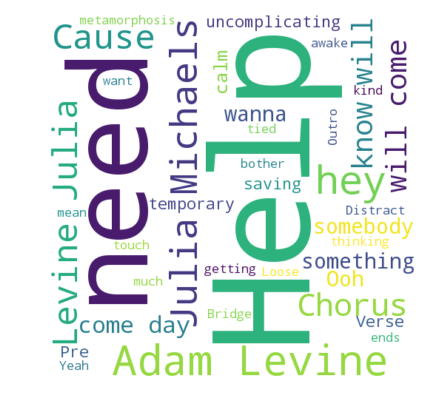 metamorphosis
uncomplicating
Cause
awake
want
calm
kind
know will
will come
need
Help
Julia Michaels
Levine Julia
wanna
tied
Outro
hey
bother
saving
mean
temporary
Distract
somebody
thinking
touch
something
getting
Loose
Ooh
much
Chorus
Bridge
come day
Verse
ends
Pre
Yeah
Adam Levine